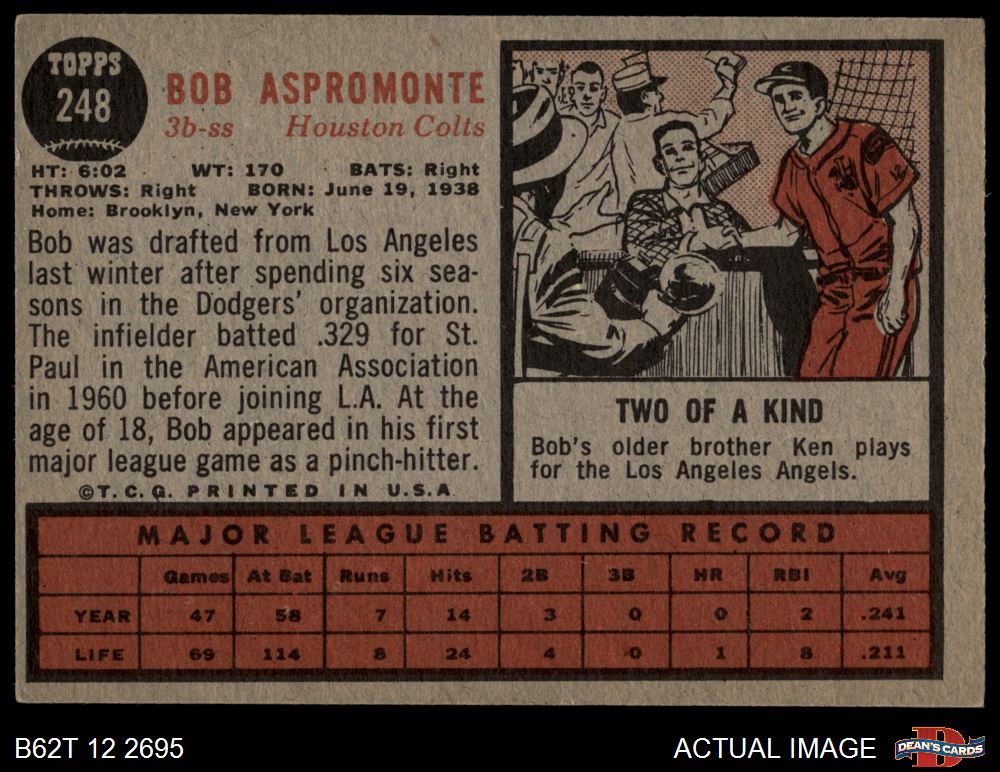 TOPPS
248
BOB ASPROMONTE
3b-ss Houston Colts
HT: 6:02 WT: 170 BATS: Right
THROWS: Right BORN: June 19, 1938
Home: Brooklyn, New York
Bob was drafted from Los Angeles
last winter after spending six sea-
sons in the Dodgers' organization.
The infielder batted .329 for St.
Paul in the American Association
in 1960 before joining L.A. At the
age of 18, Bob appeared in his first
major league game as a pinch-hitter.
©T. C. G. PRINTED IN U.S.A
TWO OF A KIND
Bob's older brother Ken plays
for the Los Angeles Angels.
MAJOR LEAGUE BATTING RECORD
Games At Bat Runs Hits 2B 3B HR RBI Avg
YEAR 47 58 7 14 3 0 0 2 .241
LIFE 69 114 8 24 4 0 1 8 .211
B62T 12 2695
ACTUAL IMAGE
DEAN'S CARDS